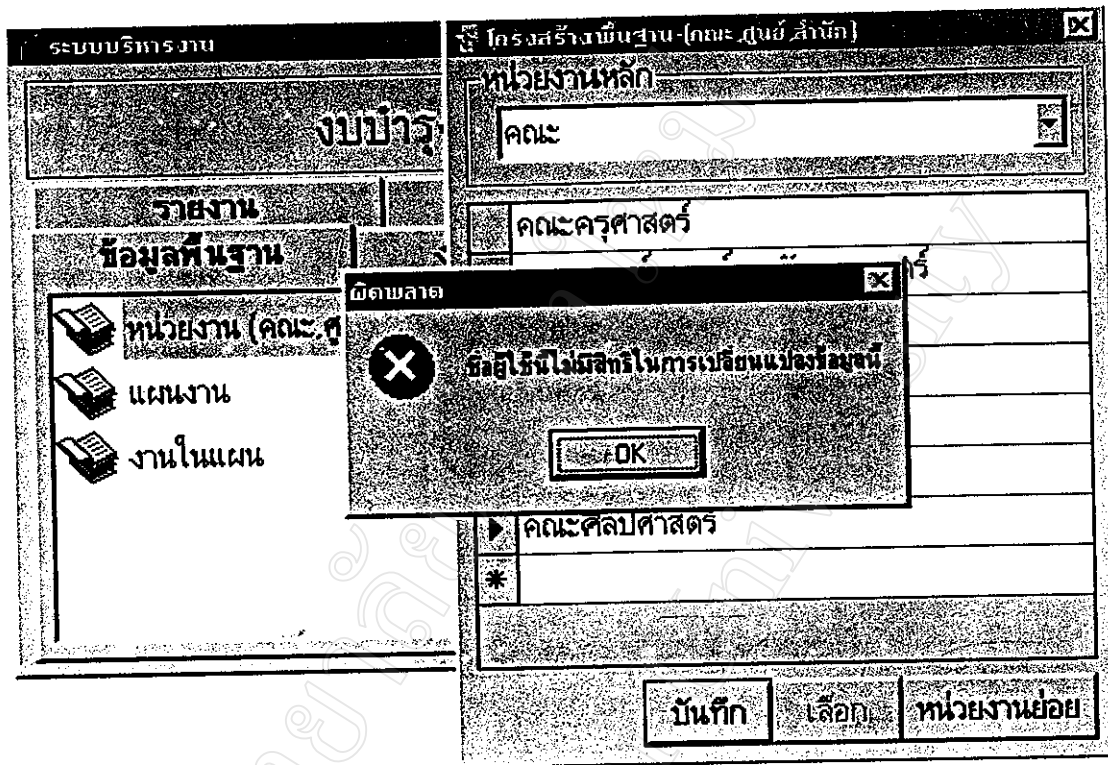 ระบบบริหารงาน
งบบำรุง
รายงาน
ข้อมูลพื้นฐาน
หน่วยงาน (คณะ,ศู
แผนงาน
งานในแผน
โครงสร้างพื้นฐาน-(คณะ,ศูนย์,สำนัก)
หน่วยงานหลัก
คณะ
คณะครุศาสตร์
ผิดพลาด
ชื่อผู้ใช้นี้ไม่มีสิทธิในการเปลี่ยนแปลงข้อมูลนี้
OK
คณะศิลปศาสตร์
บันทึก
เลือก
หน่วยงานย่อย